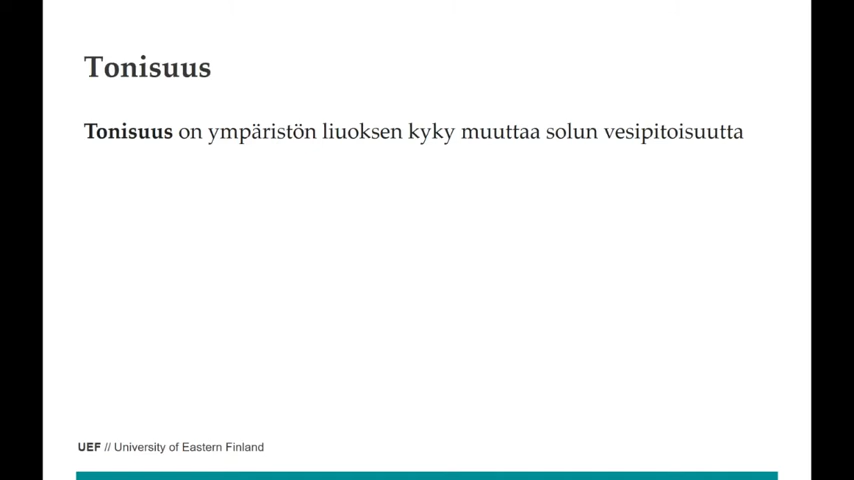 Tonisuus
Tonisuus on ympäristön liuoksen kyky muuttaa solun vesipitoisuutta
UEF // University of Eastern Finland